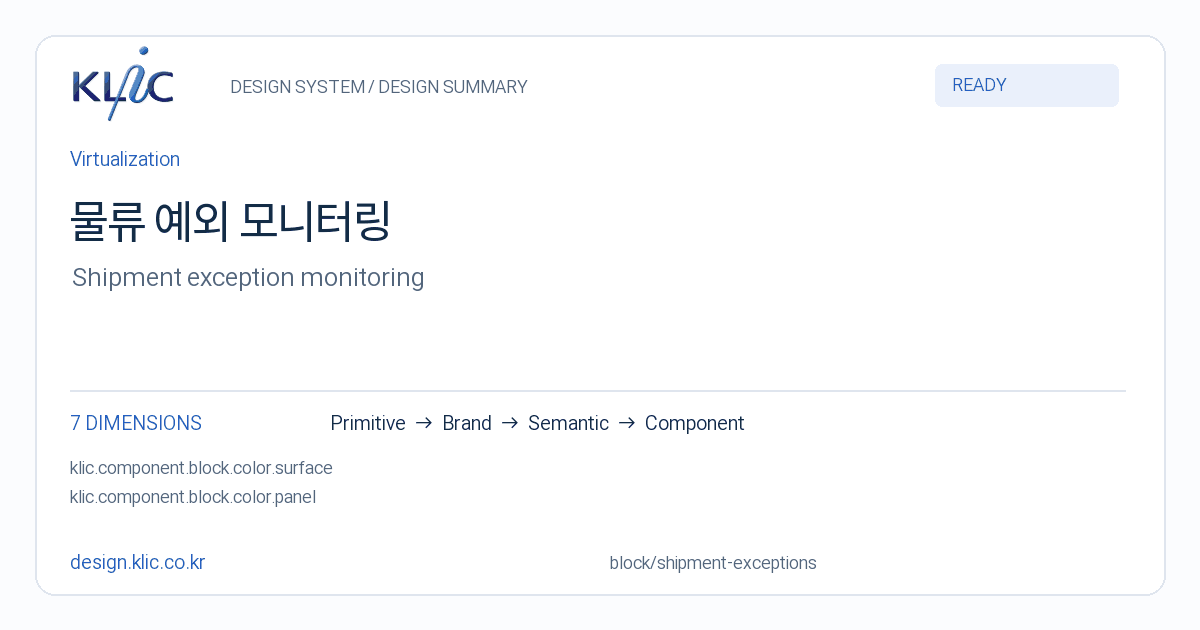 KLIC
DESIGN SYSTEM / DESIGN SUMMARY
READY
Virtualization
물류 예외 모니터링
Shipment exception monitoring
7 DIMENSIONS
Primitive → Brand → Semantic → Component
klic.component.block.color.surface
klic.component.block.color.panel
design.klic.co.kr
block/shipment-exceptions